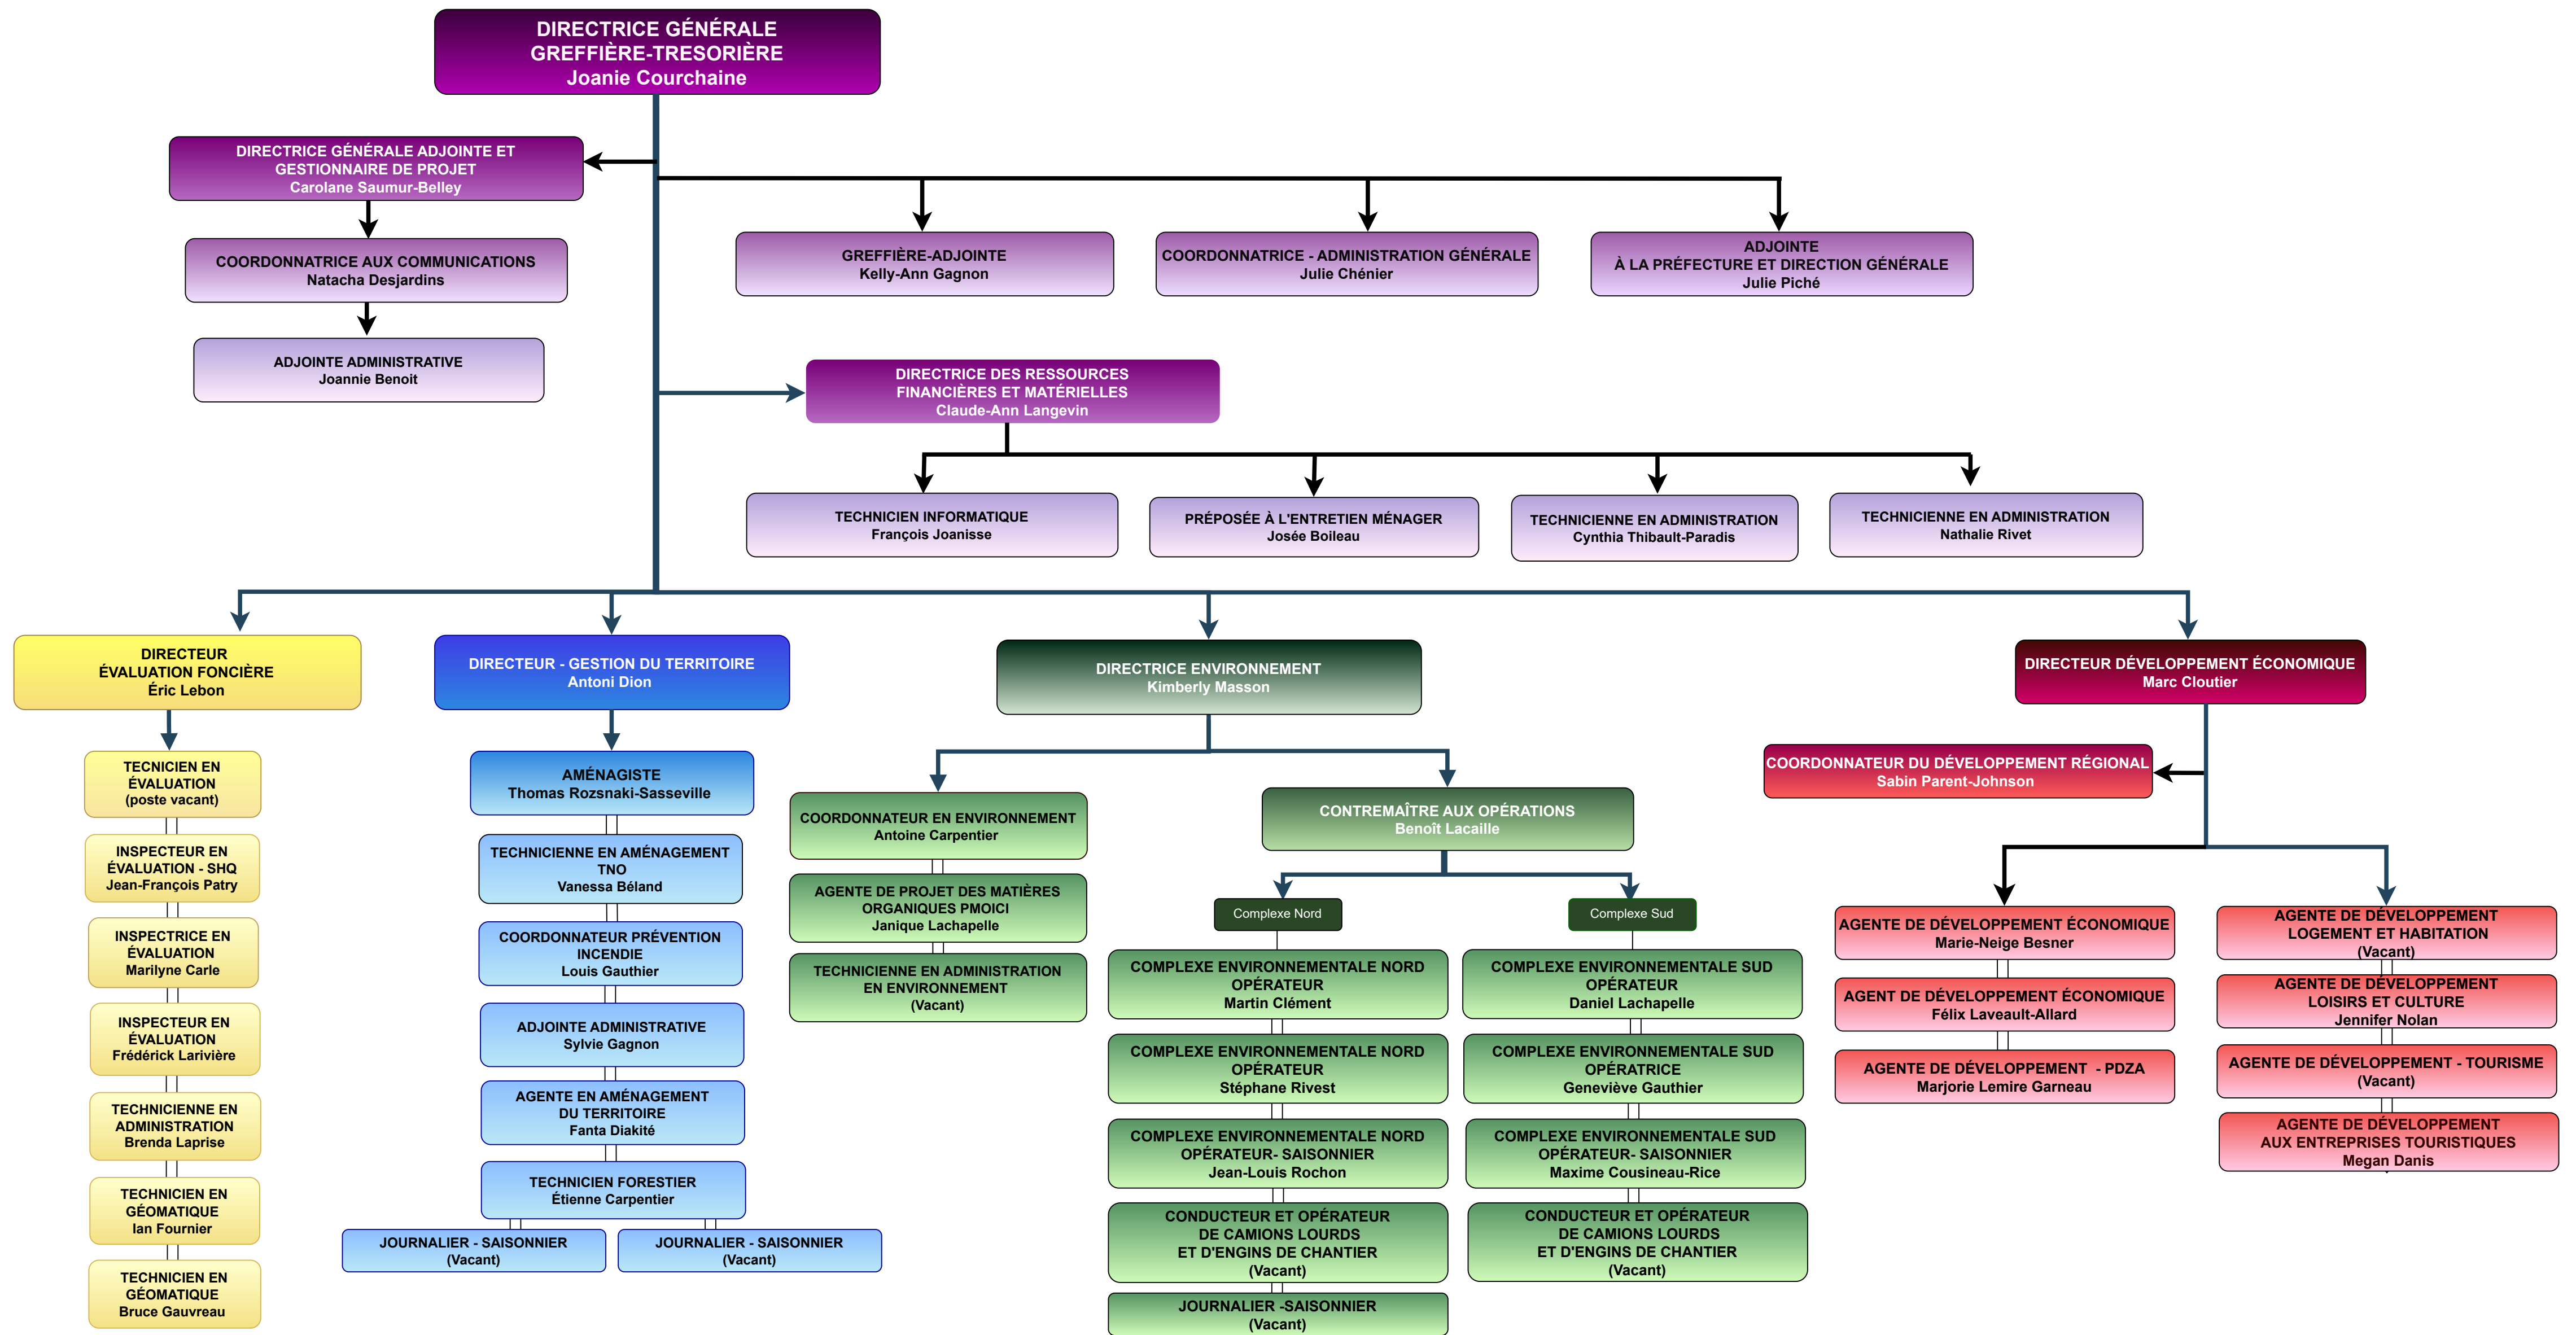 DIRECTRICE GÉNÉRALE
GREFFIÈRE-TRESORIÈRE
Joanie Courchaine
DIRECTRICE GÉNÉRALE ADJOINTE ET
GESTIONNAIRE DE PROJET
Carolane Saumur-Belley
COORDONNATRICE AUX COMMUNICATIONS
Natacha Desjardins
ADJOINTE ADMINISTRATIVE
Joannie Benoit
GREFFIÈRE-ADJOINTE
Kelly-Ann Gagnon
COORDONNATRICE - ADMINISTRATION GÉNÉRALE
Julie Chénier
ADJOINTE
À LA PRÉFECTURE ET DIRECTION GÉNÉRALE
Julie Piché
DIRECTRICE DES RESSOURCES
FINANCIÈRES ET MATÉRIELLES
Claude-Ann Langevin
TECHNICIEN INFORMATIQUE
François Joanisse
PRÉPOSÉE À L'ENTRETIEN MÉNAGER
Josée Boileau
TECHNICIENNE EN ADMINISTRATION
Cynthia Thibault-Paradis
TECHNICIENNE EN ADMINISTRATION
Nathalie Rivet
DIRECTEUR
ÉVALUATION FONCIÈRE
Éric Lebon
TECNICIEN EN
ÉVALUATION
(poste vacant)
INSPECTEUR EN
ÉVALUATION - SHQ
Jean-François Patry
INSPECTRICE EN
ÉVALUATION
Marilyne Carle
INSPECTEUR EN
ÉVALUATION
Frédérick Larivière
TECHNICIENNE EN
ADMINISTRATION
Brenda Laprise
TECHNICIEN EN
GÉOMATIQUE
Ian Fournier
TECHNICIEN EN
GÉOMATIQUE
Bruce Gauvreau
DIRECTEUR - GESTION DU TERRITOIRE
Antoni Dion
AMÉNAGISTE
Thomas Rozsnaki-Sasseville
TECHNICIENNE EN AMÉNAGEMENT
TNO
Vanessa Béland
COORDONNATEUR PRÉVENTION
INCENDIE
Louis Gauthier
ADJOINTE ADMINISTRATIVE
Sylvie Gagnon
AGENTE EN AMÉNAGEMENT
DU TERRITOIRE
Fanta Diakité
TECHNICIEN FORESTIER
Étienne Carpentier
JOURNALIER - SAISONNIER
(Vacant)
JOURNALIER - SAISONNIER
(Vacant)
DIRECTRICE ENVIRONNEMENT
Kimberly Masson
COORDONNATEUR EN ENVIRONNEMENT
Antoine Carpentier
AGENTE DE PROJET DES MATIÈRES
ORGANIQUES PMOICI
Janique Lachapelle
TECHNICIENNE EN ADMINISTRATION
EN ENVIRONNEMENT
(Vacant)
CONTREMAÎTRE AUX OPÉRATIONS
Benoît Lacaille
Complexe Nord
COMPLEXE ENVIRONNEMENTALE NORD
OPÉRATEUR
Martin Clément
COMPLEXE ENVIRONNEMENTALE NORD
OPÉRATEUR
Stéphane Rivest
COMPLEXE ENVIRONNEMENTALE NORD
OPÉRATEUR- SAISONNIER
Jean-Louis Rochon
CONDUCTEUR ET OPÉRATEUR
DE CAMIONS LOURDS
ET D'ENGINS DE CHANTIER
(Vacant)
JOURNALIER -SAISONNIER
(Vacant)
Complexe Sud
COMPLEXE ENVIRONNEMENTALE SUD
OPÉRATEUR
Daniel Lachapelle
COMPLEXE ENVIRONNEMENTALE SUD
OPÉRATRICE
Geneviève Gauthier
COMPLEXE ENVIRONNEMENTALE SUD
OPÉRATEUR- SAISONNIER
Maxime Cousineau-Rice
CONDUCTEUR ET OPÉRATEUR
DE CAMIONS LOURDS
ET D'ENGINS DE CHANTIER
(Vacant)
DIRECTEUR DÉVELOPPEMENT ÉCONOMIQUE
Marc Cloutier
COORDONNATEUR DU DÉVELOPPEMENT RÉGIONAL
Sabin Parent-Johnson
AGENTE DE DÉVELOPPEMENT ÉCONOMIQUE
Marie-Neige Besner
AGENT DE DÉVELOPPEMENT ÉCONOMIQUE
Félix Laveault-Allard
AGENTE DE DÉVELOPPEMENT - PDZA
Marjorie Lemire Garneau
AGENTE DE DÉVELOPPEMENT
LOGEMENT ET HABITATION
(Vacant)
AGENTE DE DÉVELOPPEMENT
LOISIRS ET CULTURE
Jennifer Nolan
AGENTE DE DÉVELOPPEMENT - TOURISME
(Vacant)
AGENTE DE DÉVELOPPEMENT
AUX ENTREPRISES TOURISTIQUES
Megan Danis